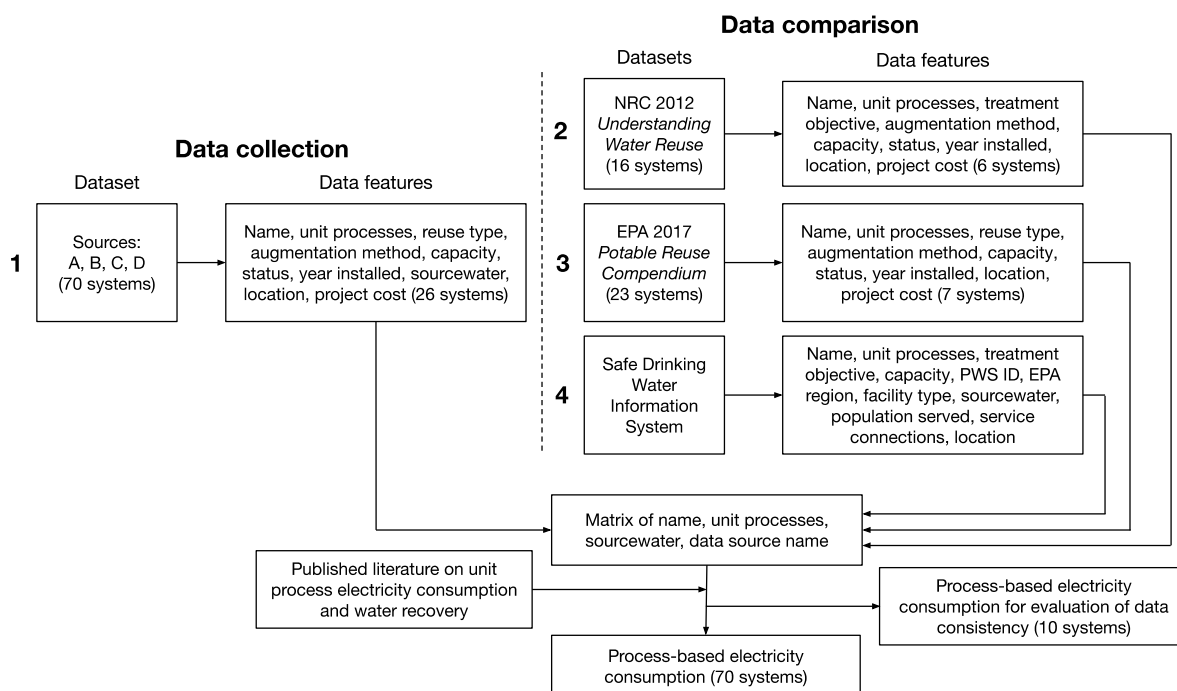 Data collection
Dataset
Data features
1
Sources:
A, B, C, D
(70 systems)
Name, unit processes, reuse type,
augmentation method, capacity,
status, year installed, sourcewater,
location, project cost (26 systems)
Data comparison
Datasets
Data features
2
NRC 2012
Understanding
Water Reuse
(16 systems)
Name, unit processes, treatment
objective, augmentation method,
capacity, status, year installed,
location, project cost (6 systems)
3
EPA 2017
Potable Reuse
Compendium
(23 systems)
Name, unit processes, reuse type,
augmentation method, capacity,
status, year installed, location,
project cost (7 systems)
4
Safe Drinking
Water
Information
System
Name, unit processes, treatment
objective, capacity, PWS ID, EPA
region, facility type, sourcewater,
population served, service
connections, location
Matrix of name, unit processes,
sourcewater, data source name
Published literature on unit
process electricity consumption
and water recovery
Process-based electricity
consumption for evaluation of data
consistency (10 systems)
Process-based electricity
consumption (70 systems)